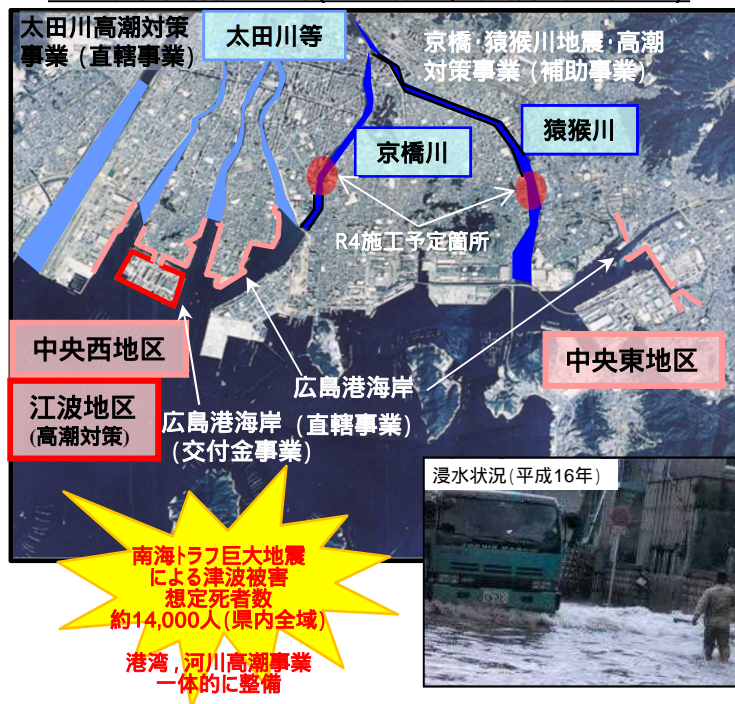 太田川高潮対策
事業(直轄事業)
太田川等
京橋・猿猴川地震・高潮
対策事業(補助事業)
京橋川
猿猴川
R4施工予定箇所
中央西地区
江波地区
(高潮対策)
広島港海岸
(直轄事業)
広島港海岸
(交付金事業)
中央東地区
南海トラフ巨大地震
による津波被害
想定死者数
約14,000人(県内全域)
港湾,河川高潮事業
一体的に整備
浸水状況(平成16年)